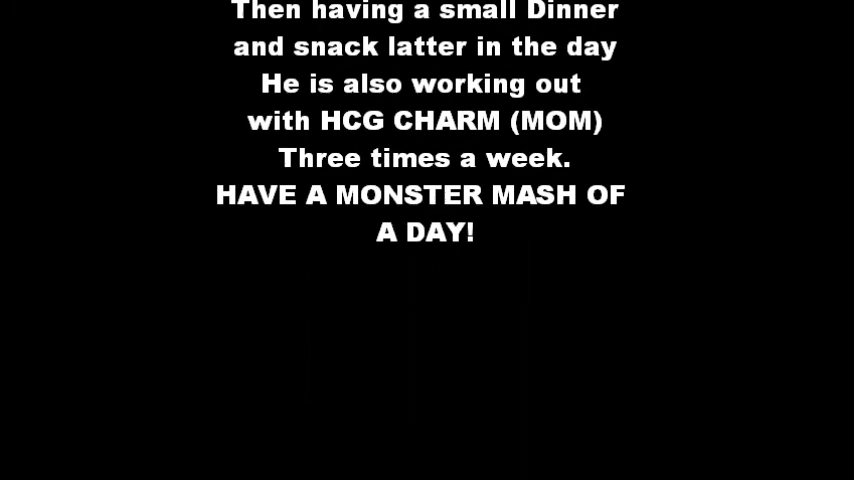 Then having a small Dinner
and snack latter in the day
He is also working out
with HCG CHARM (MOM)
Three times a week.
HAVE A MONSTER MASH OF
A DAY!